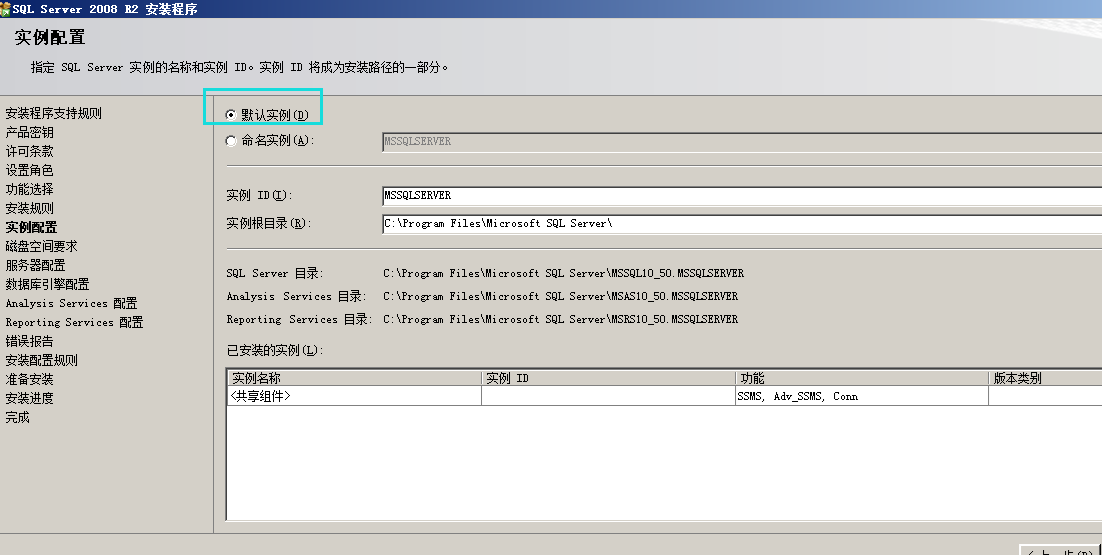 SQL Server 2008 R2 安装程序
实例配置
指定 SQL Server 实例的名称和实例 ID。实例 ID 将成为安装路径的一部分。
安装程序支持规则
产品密钥
许可条款
设置角色
功能选择
安装规则
实例配置
磁盘空间要求
服务器配置
数据库引擎配置
Analysis Services 配置
Reporting Services 配置
错误报告
安装配置规则
准备安装
安装进度
完成
默认实例(D)
命名实例(A): MSSQLSERVER
实例 ID(I): MSSQLSERVER
实例根目录(R): C:\Program Files\Microsoft SQL Server\
SQL Server 目录: C:\Program Files\Microsoft SQL Server\MSSQL10_50.MSSQLSERVER
Analysis Services 目录: C:\Program Files\Microsoft SQL Server\MSAS10_50.MSSQLSERVER
Reporting Services 目录: C:\Program Files\Microsoft SQL Server\MSRS10_50.MSSQLSERVER
已安装的实例(L):
实例名称 实例 ID 功能 版本类别
<共享组件> SSMS, Adv_SSMS, Conn